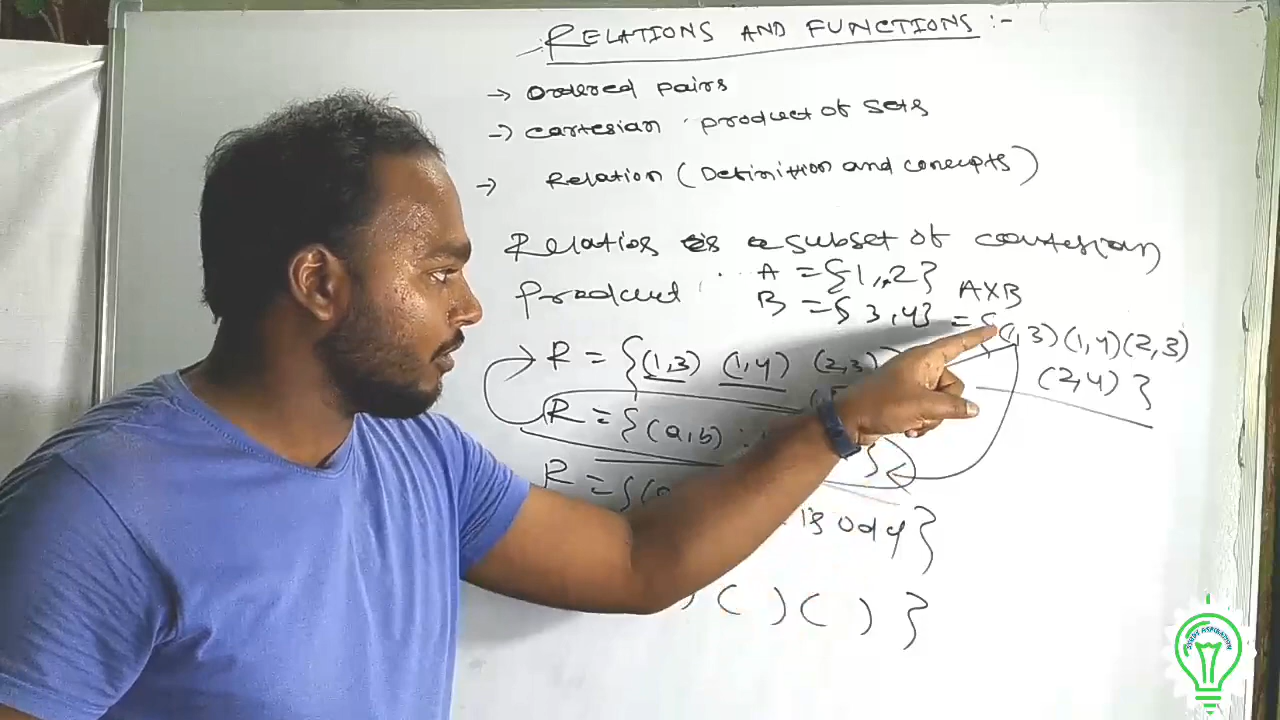 RELATIONS AND FUNCTIONS :-
→ ordered pairs
→ cartesian product of sets
→ Relation (Definition and concepts)
Relation is a subset of cartesian
product
A = {1,2}
B = {3,4}
AXB
= {(1,3) (1,4) (2,3)
(2,4) }
R = {(1,3) (1,4) (2,3)
R = {(a,b) :
}
R = {(
is odd }
( ) ( ) }
STUDY ASPIRATION